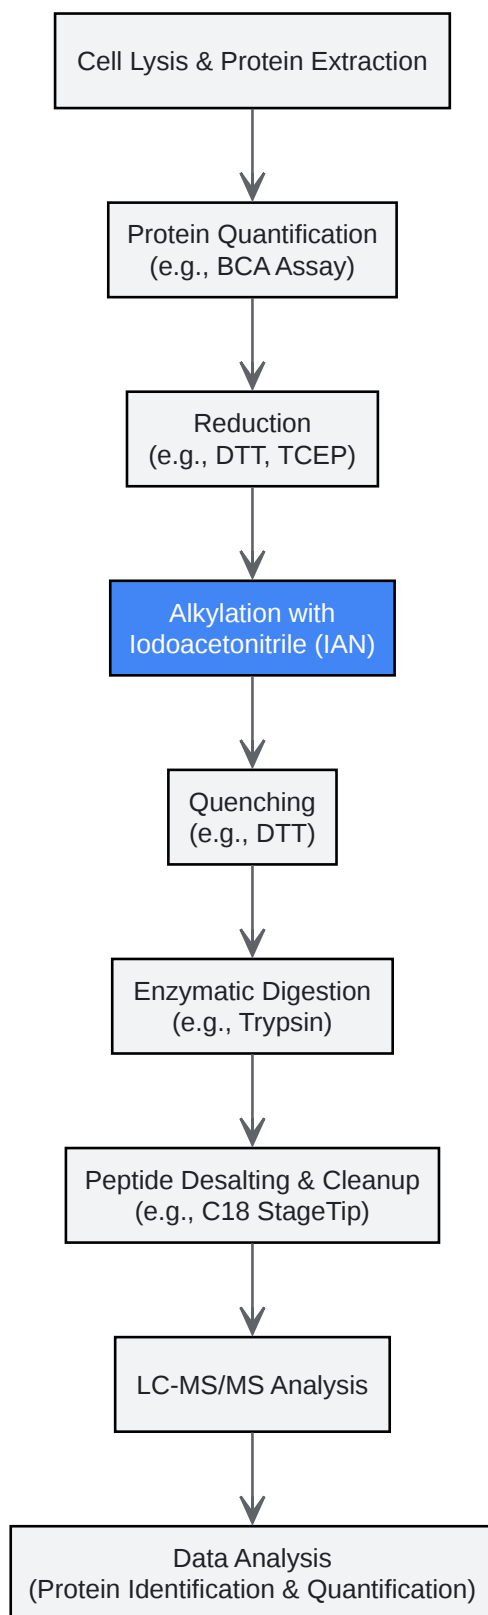 Cell Lysis & Protein Extraction
Protein Quantification
(e.g., BCA Assay)
Reduction
(e.g., DTT, TCEP)
Alkylation with
Iodoacetonitrile (IAN)
Quenching
(e.g., DTT)
Enzymatic Digestion
(e.g., Trypsin)
Peptide Desalting & Cleanup
(e.g., C18 StageTip)
LC-MS/MS Analysis
Data Analysis
(Protein Identification & Quantification)